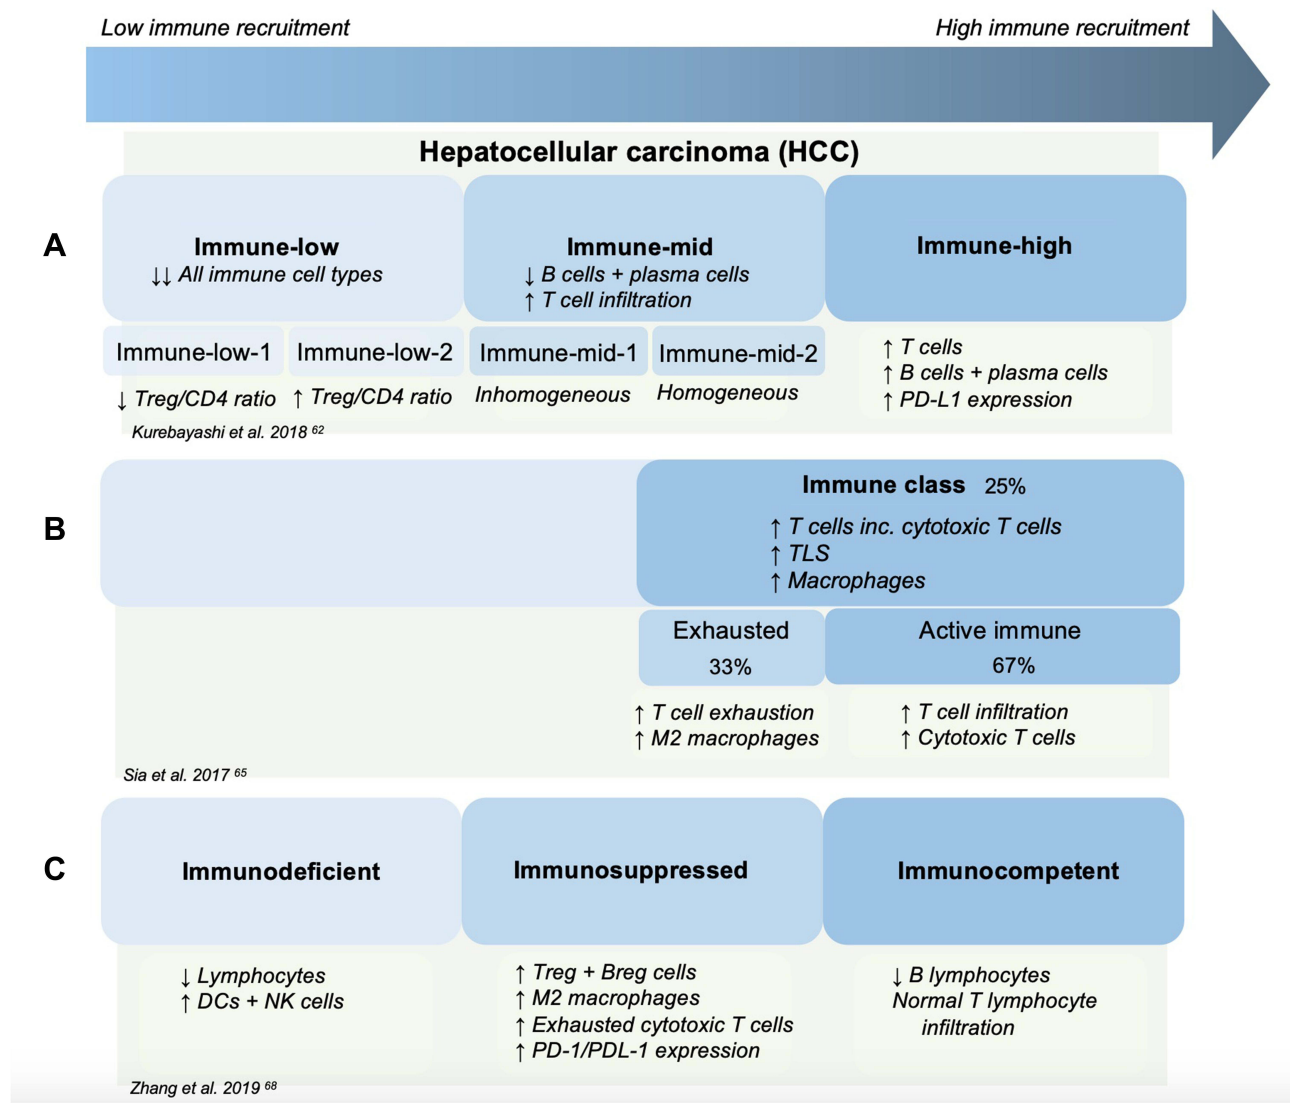 Low immune recruitment
High immune recruitment
Hepatocellular carcinoma (HCC)
A
Immune-low
↓↓ All immune cell types
Immune-mid
↓ B cells + plasma cells
↑ T cell infiltration
Immune-high
Immune-low-1
Immune-low-2
Immune-mid-1
Immune-mid-2
↓ Treg/CD4 ratio
↑ Treg/CD4 ratio
Inhomogeneous
Homogeneous
↑ T cells
↑ B cells + plasma cells
↑ PD-L1 expression
Kurebayashi et al. 2018 62
B
Immune class 25%
↑ T cells inc. cytotoxic T cells
↑ TLS
↑ Macrophages
Exhausted
33%
Active immune
67%
↑ T cell exhaustion
↑ M2 macrophages
↑ T cell infiltration
↑ Cytotoxic T cells
Sia et al. 2017 65
C
Immunodeficient
Immunosuppressed
Immunocompetent
↓ Lymphocytes
↑ DCs + NK cells
↑ Treg + Breg cells
↑ M2 macrophages
↑ Exhausted cytotoxic T cells
↑ PD-1/PDL-1 expression
↓ B lymphocytes
Normal T lymphocyte
infiltration
Zhang et al. 2019 68